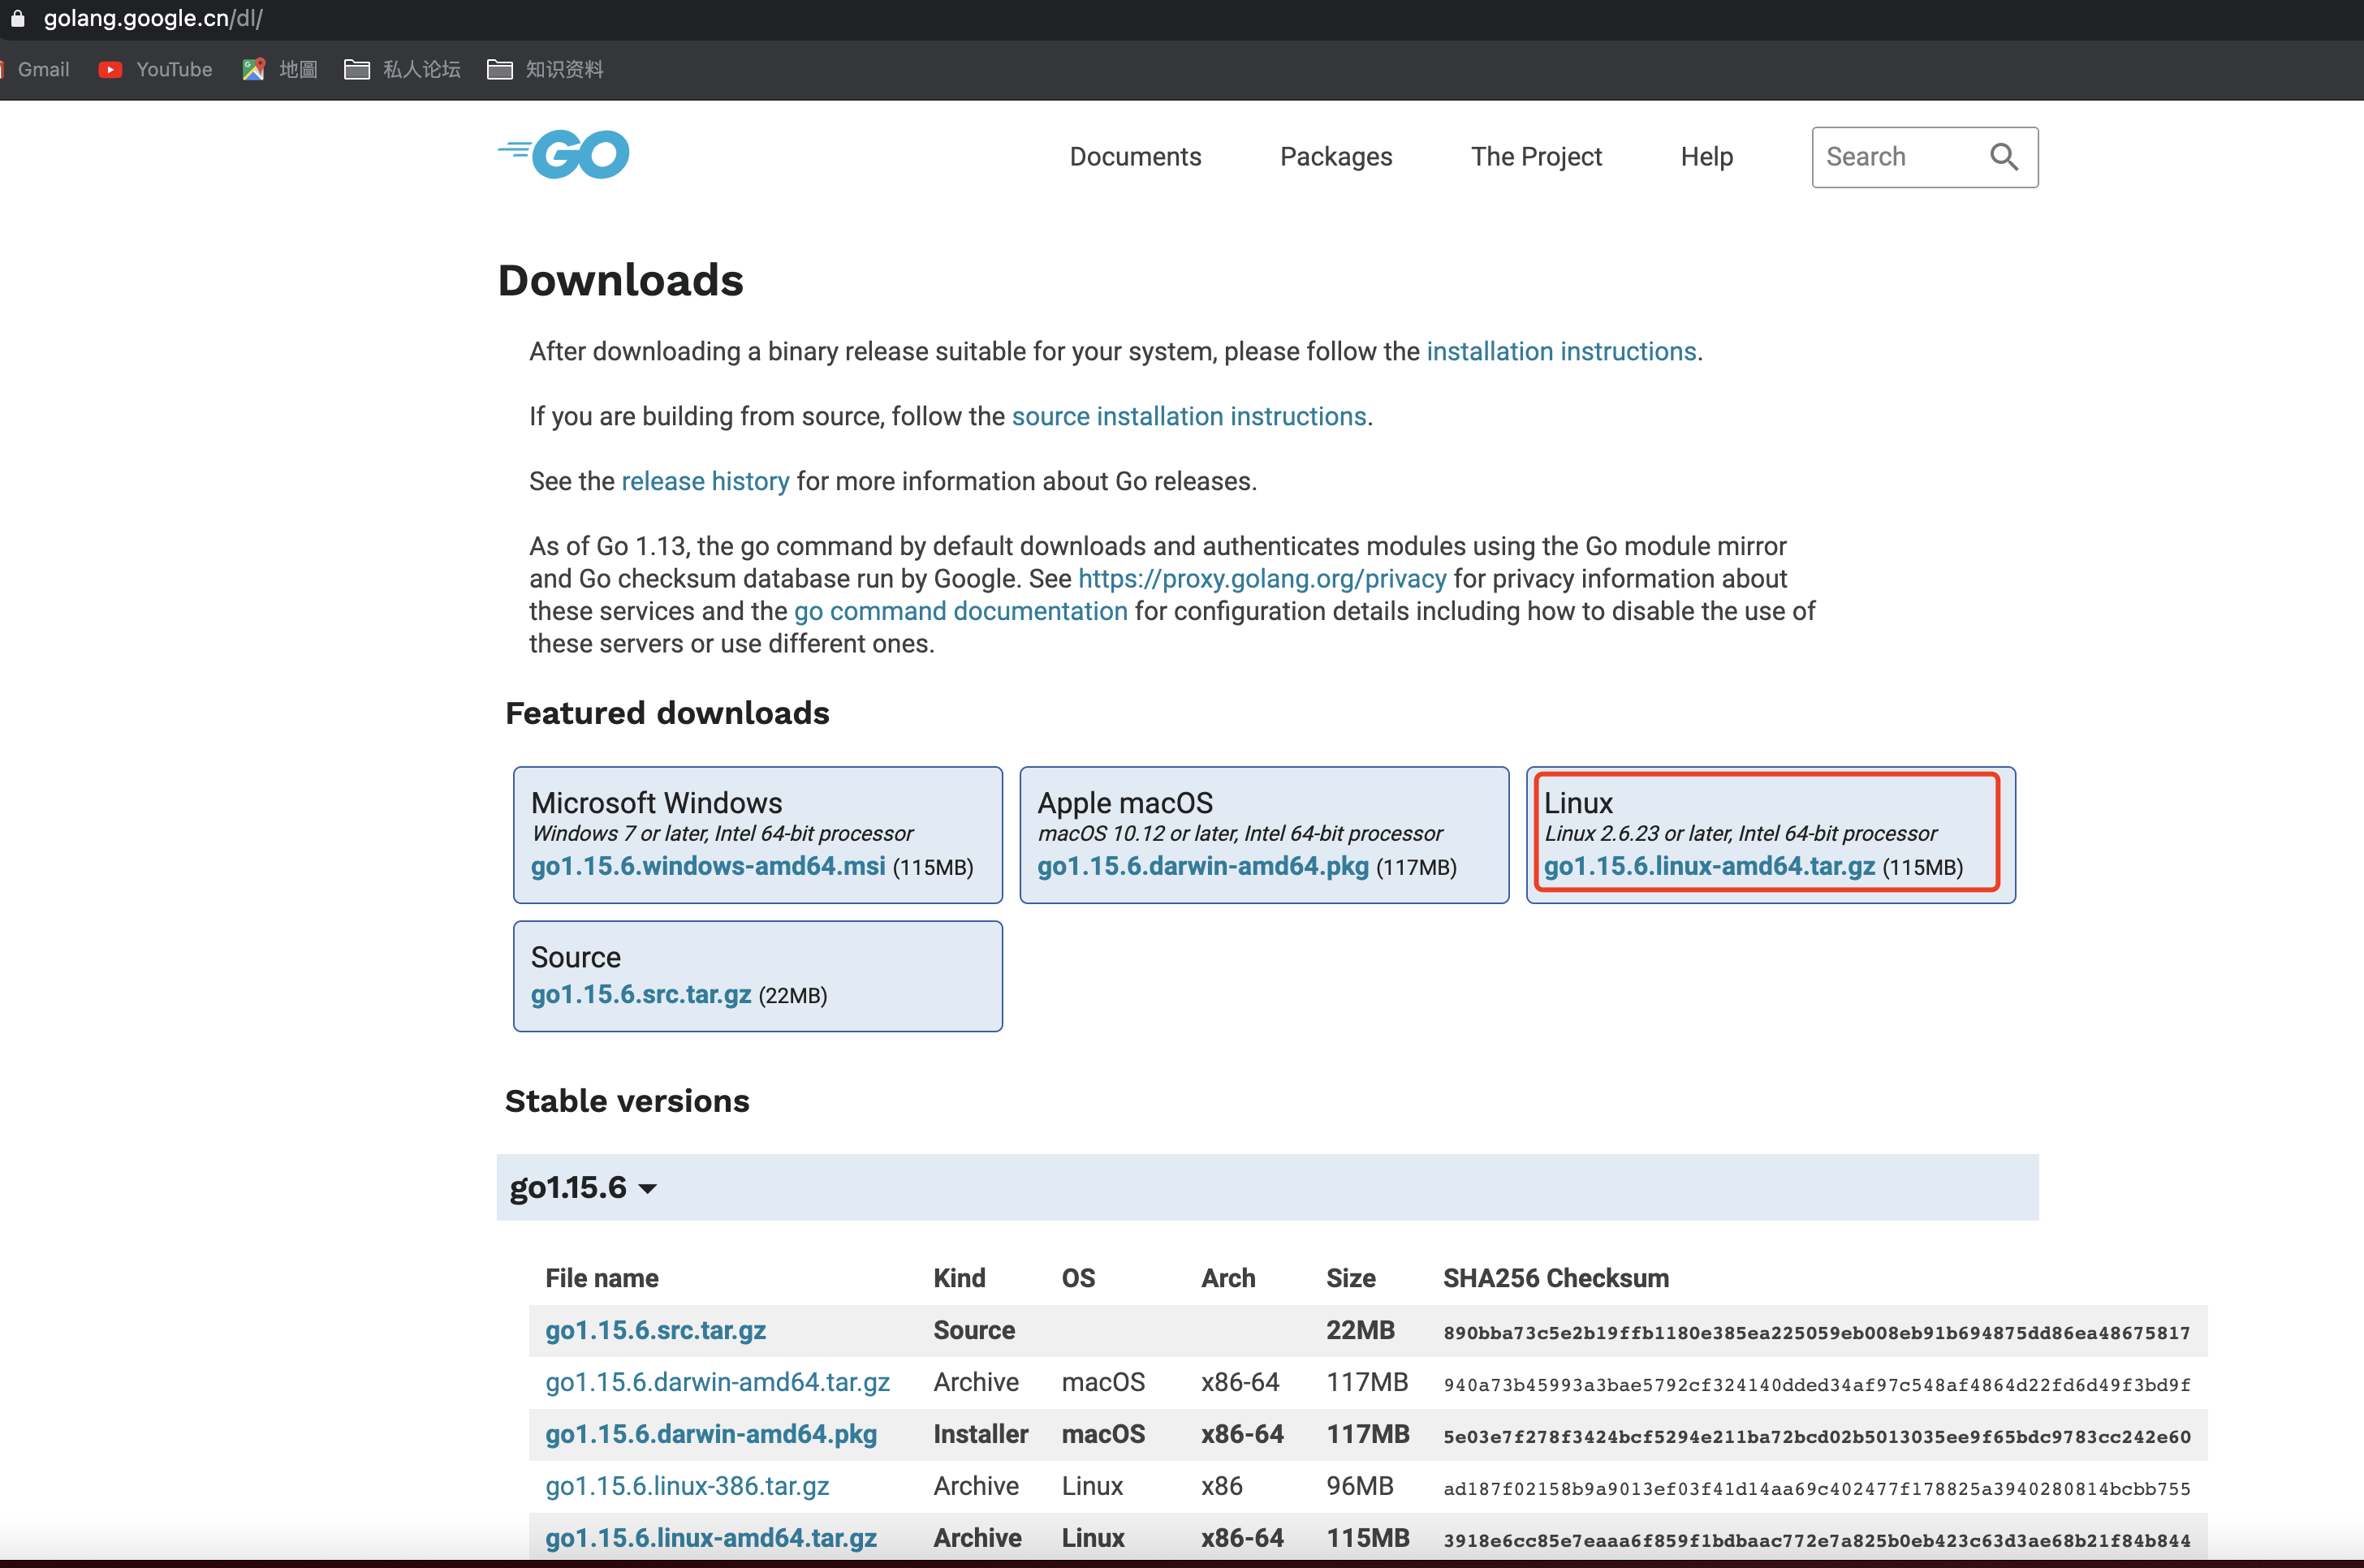 golang.google.cn/dl/
Gmail YouTube 地圖 私人论坛 知识资料
GO Documents Packages The Project Help Search
Downloads
After downloading a binary release suitable for your system, please follow the installation instructions.
If you are building from source, follow the source installation instructions.
See the release history for more information about Go releases.
As of Go 1.13, the go command by default downloads and authenticates modules using the Go module mirror
and Go checksum database run by Google. See https://proxy.golang.org/privacy for privacy information about
these services and the go command documentation for configuration details including how to disable the use of
these servers or use different ones.
Featured downloads
Microsoft Windows
Windows 7 or later, Intel 64-bit processor
go1.15.6.windows-amd64.msi (115MB)
Apple macOS
macOS 10.12 or later, Intel 64-bit processor
go1.15.6.darwin-amd64.pkg (117MB)
Linux
Linux 2.6.23 or later, Intel 64-bit processor
go1.15.6.linux-amd64.tar.gz (115MB)
Source
go1.15.6.src.tar.gz (22MB)
Stable versions
go1.15.6
File name Kind OS Arch Size SHA256 Checksum
go1.15.6.src.tar.gz Source 22MB 890bba73c5e2b19ffb1180e385ea225059eb008eb91b694875dd86ea48675817
go1.15.6.darwin-amd64.tar.gz Archive macOS x86-64 117MB 940a73b45993a3bae5792cf324140dded34af97c548af4864d22fd6d49f3bd9f
go1.15.6.darwin-amd64.pkg Installer macOS x86-64 117MB 5e03e7f278f3424bcf5294e211ba72bcd02b5013035ee9f65bdc9783cc242e60
go1.15.6.linux-386.tar.gz Archive Linux x86 96MB ad187f02158b9a9013ef03f41d14aa69c402477f178825a3940280814bcbb755
go1.15.6.linux-amd64.tar.gz Archive Linux x86-64 115MB 3918e6cc85e7eaaa6f859f1bdbaac772e7a825b0eb423c63d3ae68b21f84b844